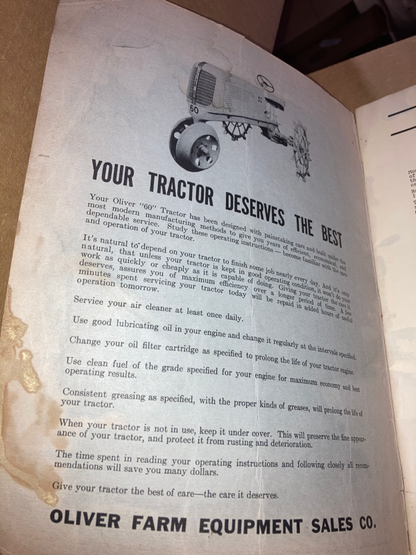 60
YOUR TRACTOR DESERVES THE BEST
Your Oliver "60" Tractor has been designed with painstaking care and built under the
most modern manufacturing methods to give you years of efficient, economical and
dependable service. Study these operating instructions — become familiar with the care
and operation of your tractor.
It's natural to depend on your tractor to finish some job nearly every day. And it's only
natural, that unless your tractor is kept in good operating condition, it won't do your
work as quickly or cheaply as it is capable of doing. Giving your tractor the care it
deserves, assures you of maximum efficiency over a longer period of time. A few
minutes spent servicing your tractor today will be repaid in added hours of useful
operation tomorrow.
Service your air cleaner at least once daily.
Use good lubricating oil in your engine and change it regularly at the intervals specified.
Change your oil filter cartridge as specified to prolong the life of your tractor engine.
Use clean fuel of the grade specified for your engine for maximum economy and best
operating results.
Consistent greasing as specified, with the proper kinds of greases, will prolong the life of
your tractor.
When your tractor is not in use, keep it under cover. This will preserve the fine appear-
ance of your tractor, and protect it from rusting and deterioration.
The time spent in reading your operating instructions and following closely all recom-
mendations will save you many dollars.
Give your tractor the best of care—the care it deserves.
OLIVER FARM EQUIPMENT SALES CO.